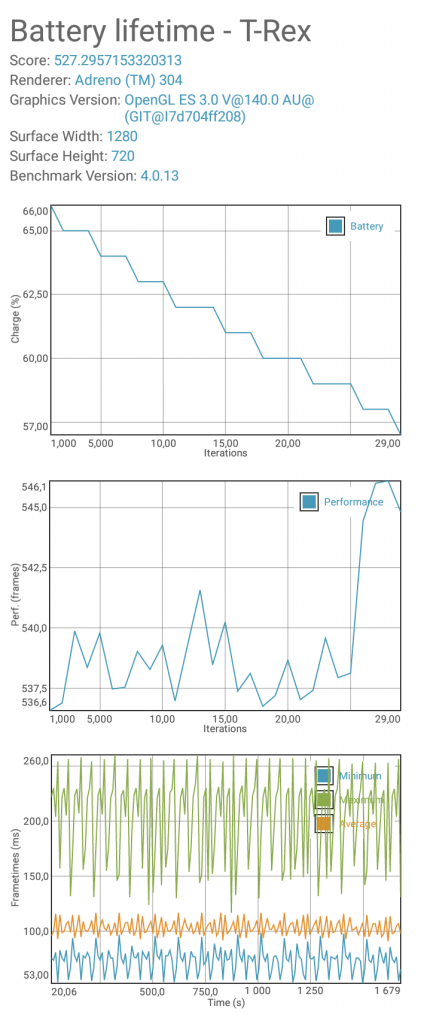 Battery lifetime - T-Rex
Score: 527.2957153320313
Renderer: Adreno (TM) 304
Graphics Version: OpenGL ES 3.0 V@140.0 AU@
(GIT@I7d704ff208)
Surface Width: 1280
Surface Height: 720
Benchmark Version: 4.0.13
66,00
65,00
62,50
60,00
57,00
Charge (%)
Battery
1,000 5,000 10,00 15,00 20,00 29,00
Iterations
546,1
545,0
542,5
540,0
537,5
536,6
Perf. (frames)
Performance
1,000 5,000 10,00 15,00 20,00 29,00
Iterations
260,0
200,0
150,0
100,0
53,00
Frametimes (ms)
Minimum
Maximum
Average
20,06 500,0 750,0 1 000 1 250 1 679
Time (s)